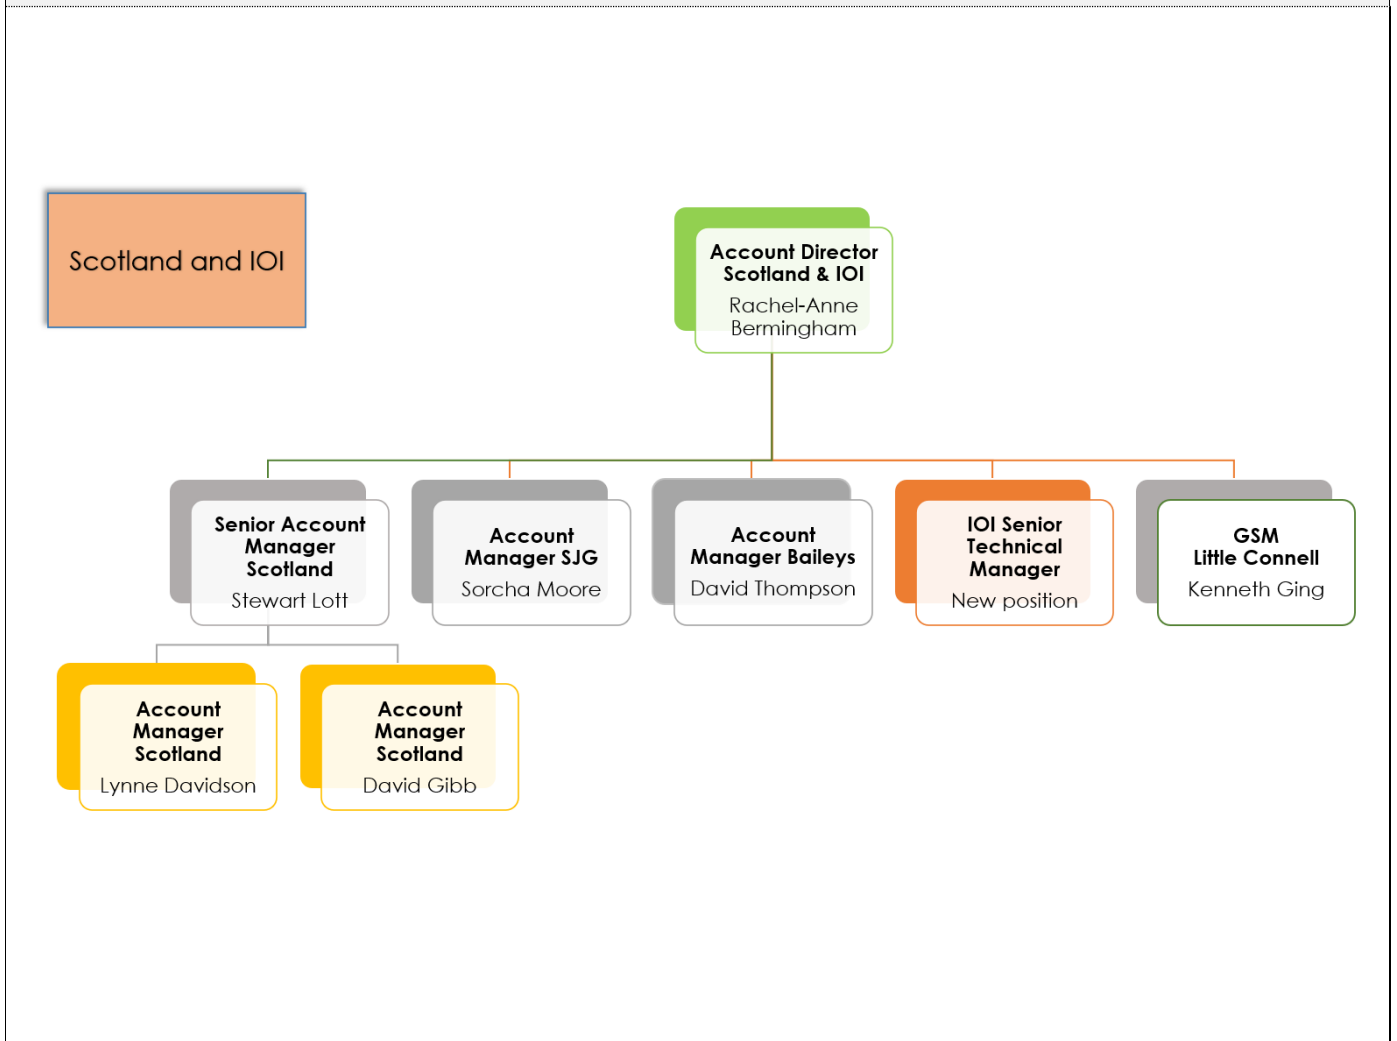 Scotland and IOI
Account Director
Scotland & IOI
Rachel-Anne
Bermingham
Senior Account
Manager
Scotland
Stewart Lott
Account
Manager SJG
Sorcha Moore
Account
Manager Baileys
David Thompson
IOI Senior
Technical
Manager
New position
GSM
Little Connell
Kenneth Ging
Account
Manager
Scotland
Lynne Davidson
Account
Manager
Scotland
David Gibb